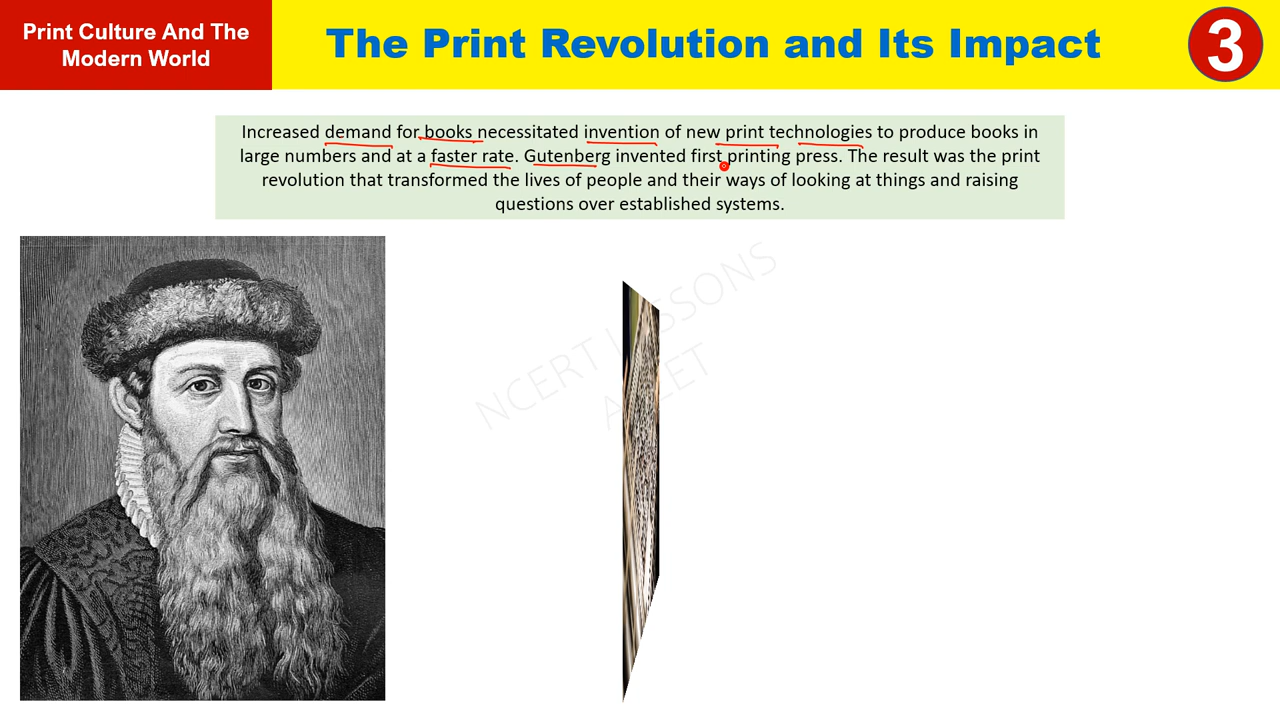 Print Culture And The
Modern World
The Print Revolution and Its Impact
3
Increased demand for books necessitated invention of new print technologies to produce books in
large numbers and at a faster rate. Gutenberg invented first printing press. The result was the print
revolution that transformed the lives of people and their ways of looking at things and raising
questions over established systems.
NCERT LESSONS